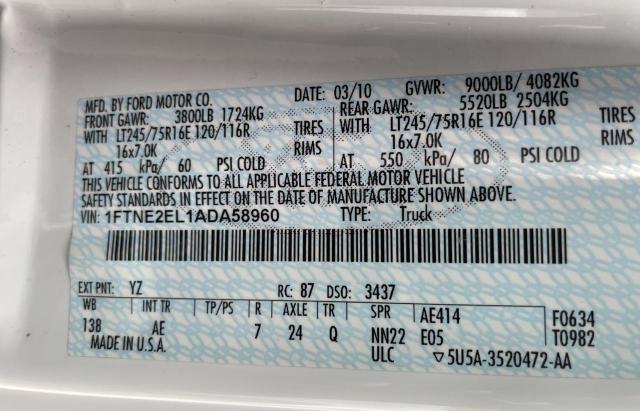 MFD. BY FORD MOTOR CO.
DATE: 03/10 GVWR: 9000LB/ 4082KG
FRONT GAWR: 3800LB 1724KG
REAR GAWR: 5520LB 2504KG
WITH LT245/75R16E 120/116R TIRES
WITH LT245/75R16E 120/116R TIRES
16x7.0K RIMS
16x7.0K RIMS
AT 415 kPa/ 60 PSI COLD
AT 550 kPa/ 80 PSI COLD
THIS VEHICLE CONFORMS TO ALL APPLICABLE FEDERAL MOTOR VEHICLE
SAFETY STANDARDS IN EFFECT ON THE DATE OF MANUFACTURE SHOWN ABOVE.
VIN: 1FTNE2EL1ADA58960 TYPE: Truck
EXT PNT: YZ RC: 87 DSO: 3437
WB INT TR TP/PS R AXLE TR SPR AE414 F0634
138 AE 7 24 Q NN22 E05 T0982
MADE IN U.S.A. ULC ▽5U5A-3520472-AA